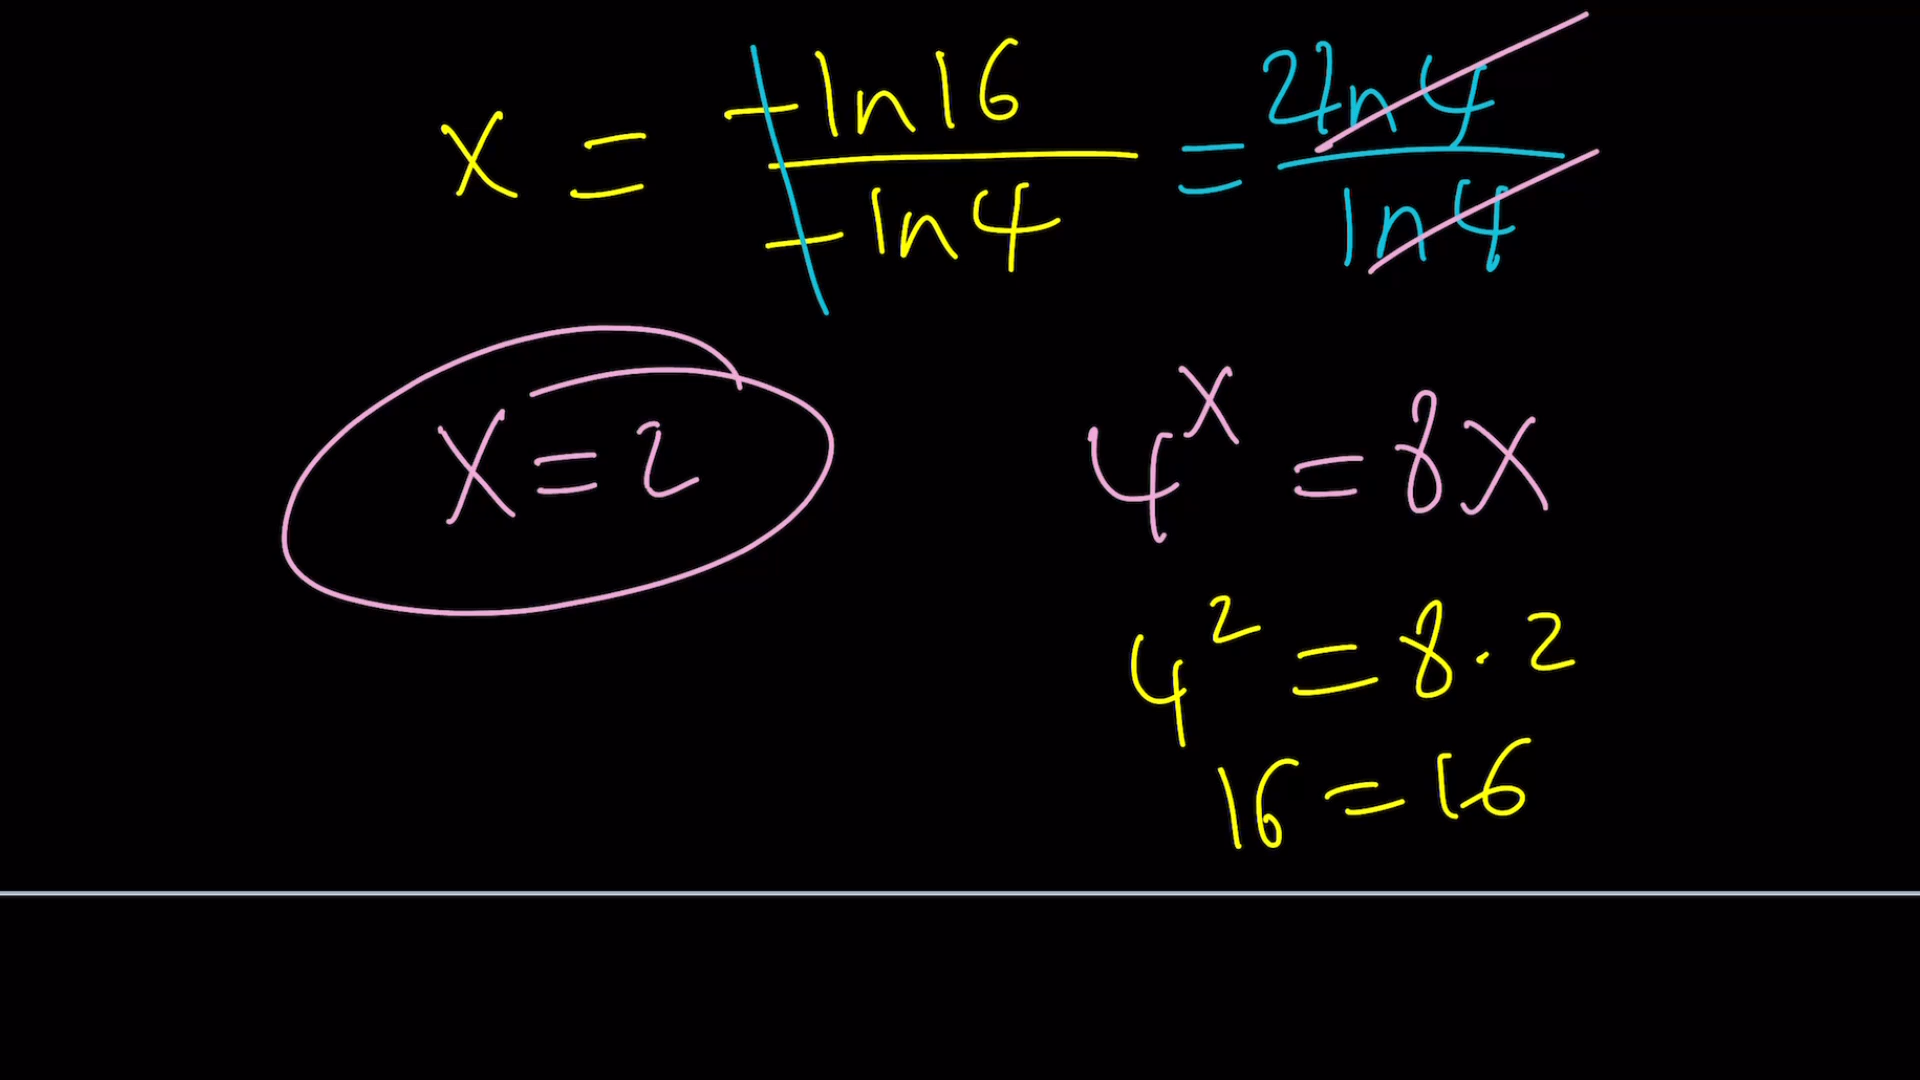 x = -ln16 / -ln4 = 2ln4 / ln4
x = 2
4^x = 8x
4^2 = 8·2
16 = 16